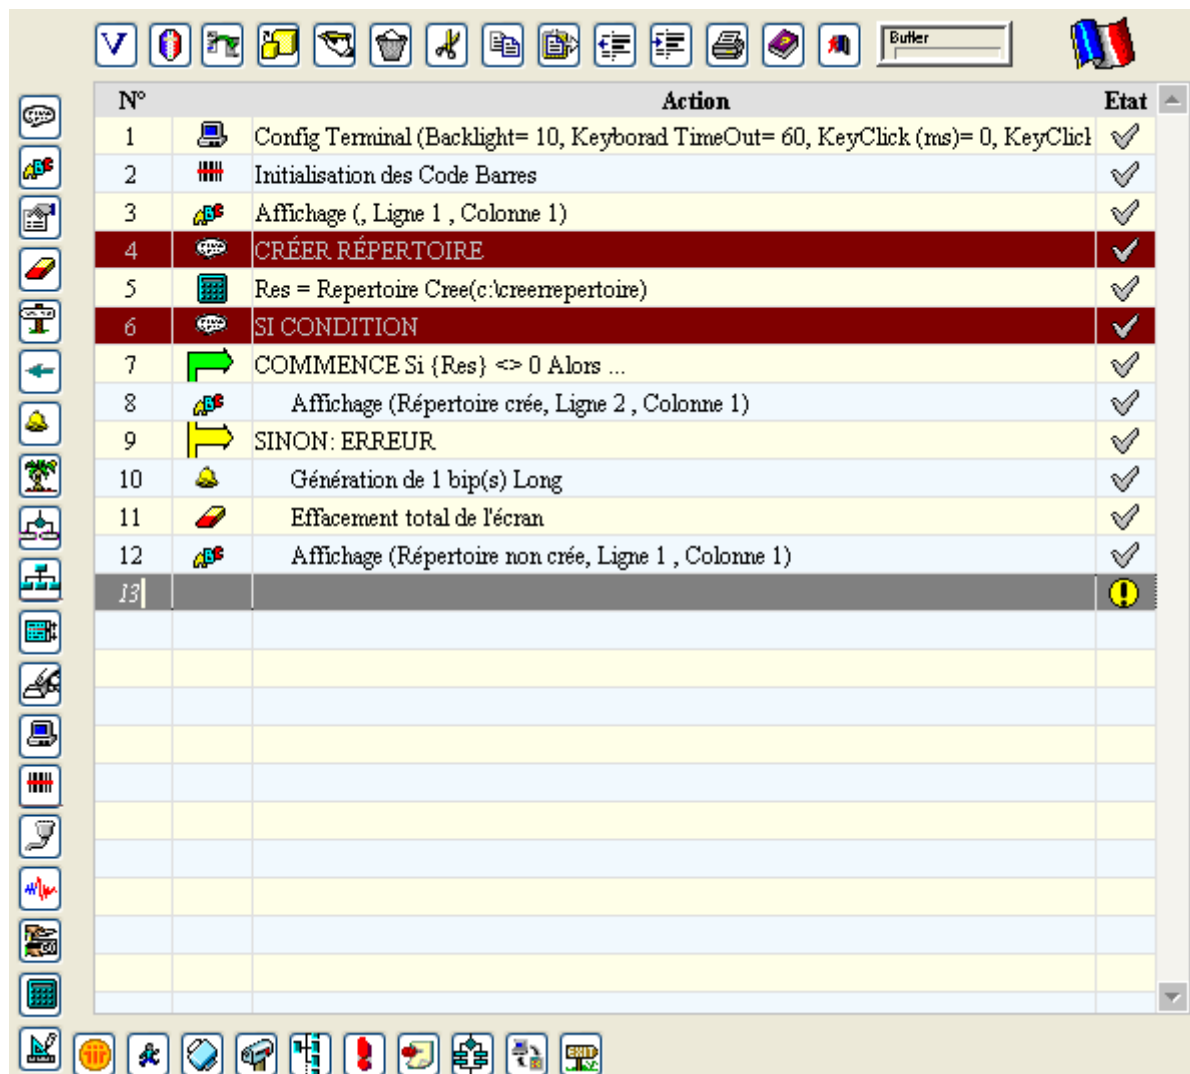 Buffer
N° Action Etat
1 Config Terminal (Backlight= 10, Keyborad TimeOut= 60, KeyClick (ms)= 0, KeyClick
2 Initialisation des Code Barres
3 Affichage (, Ligne 1 , Colonne 1)
4 CRÉER RÉPERTOIRE
5 Res = Repertoire Cree(c:\creerrepertoire)
6 SI CONDITION
7 COMMENCE Si {Res} <> 0 Alors ...
8 Affichage (Répertoire crée, Ligne 2 , Colonne 1)
9 SINON: ERREUR
10 Génération de 1 bip(s) Long
11 Effacement total de l'écran
12 Affichage (Répertoire non crée, Ligne 1 , Colonne 1)
13